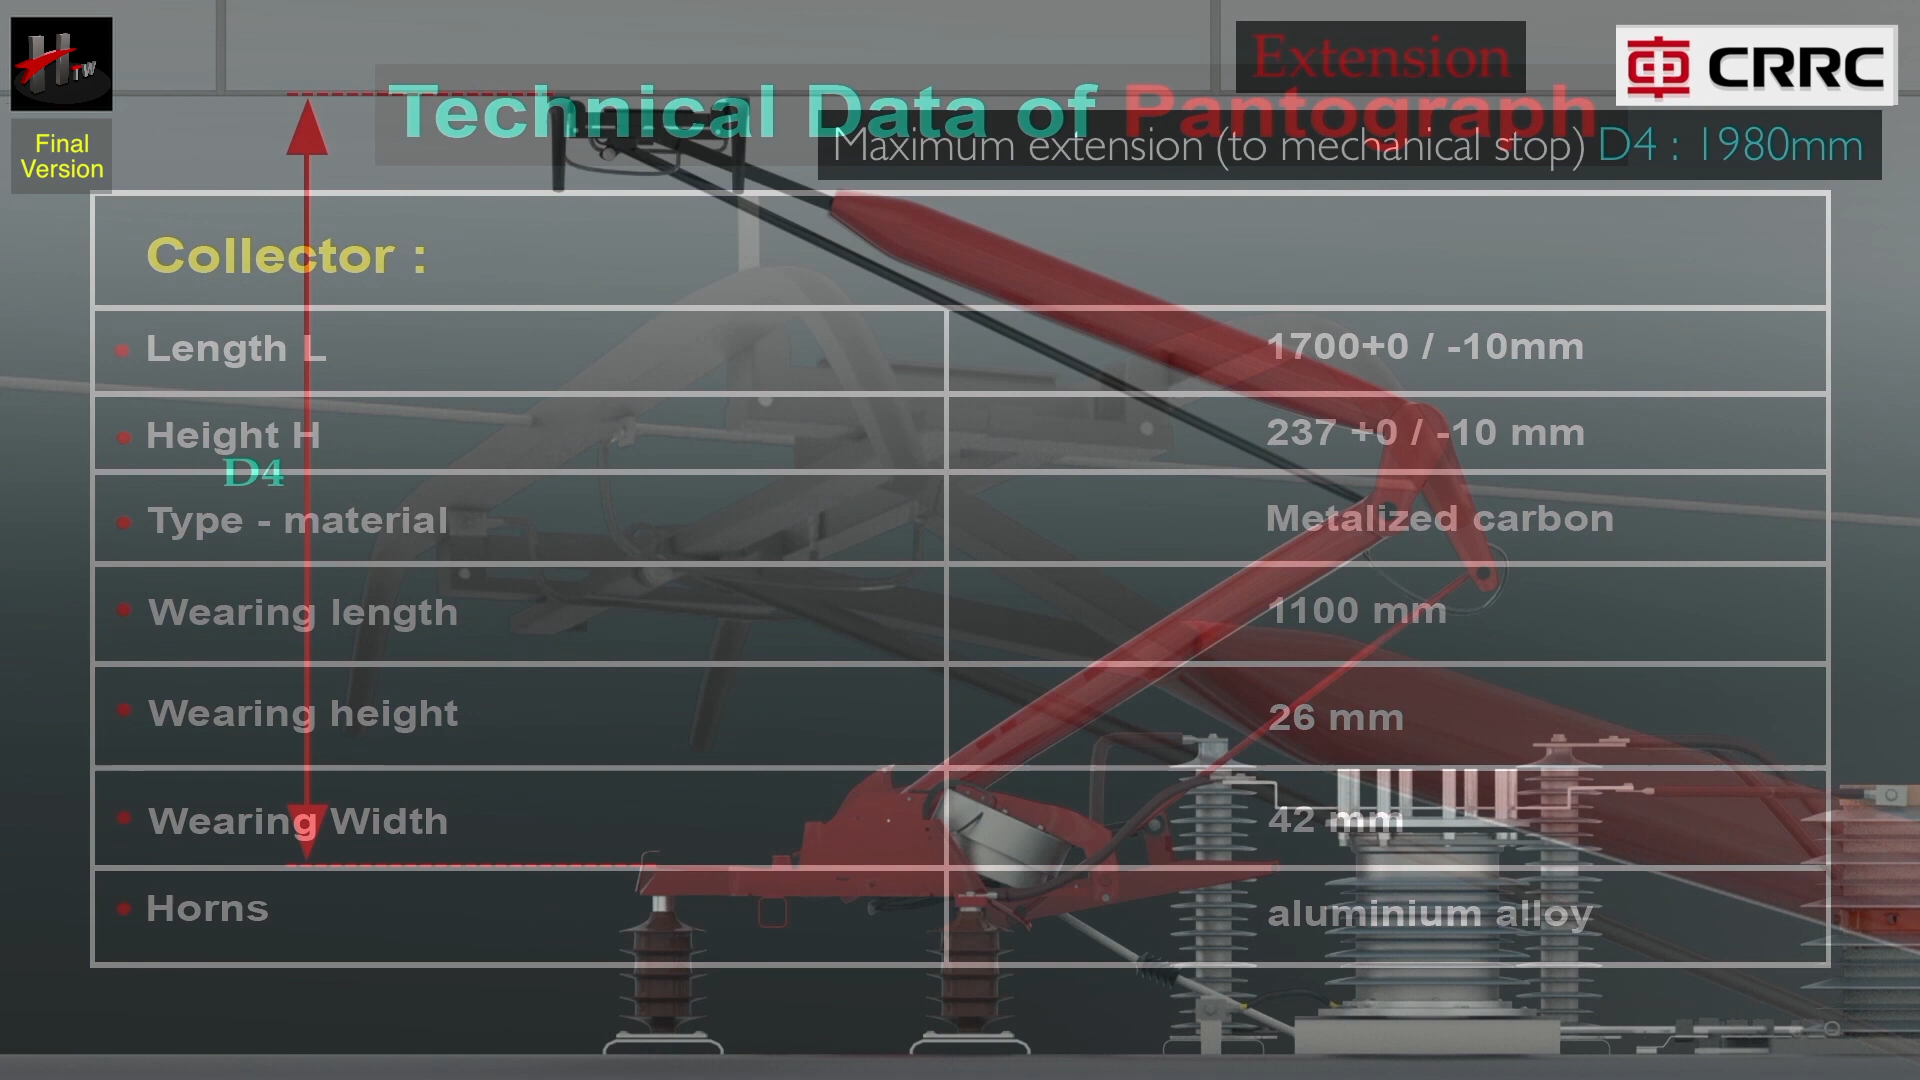 H TW
Final
Version
Extension
CRRC
Technical Data of Pantograph
Maximum extension (to mechanical stop) D4 : 1980mm
Collector :
Length L
1700+0 / -10mm
Height H
237 +0 / -10 mm
D4
Type - material
Metalized carbon
Wearing length
1100 mm
Wearing height
26 mm
Wearing Width
42 mm
Horns
aluminium alloy